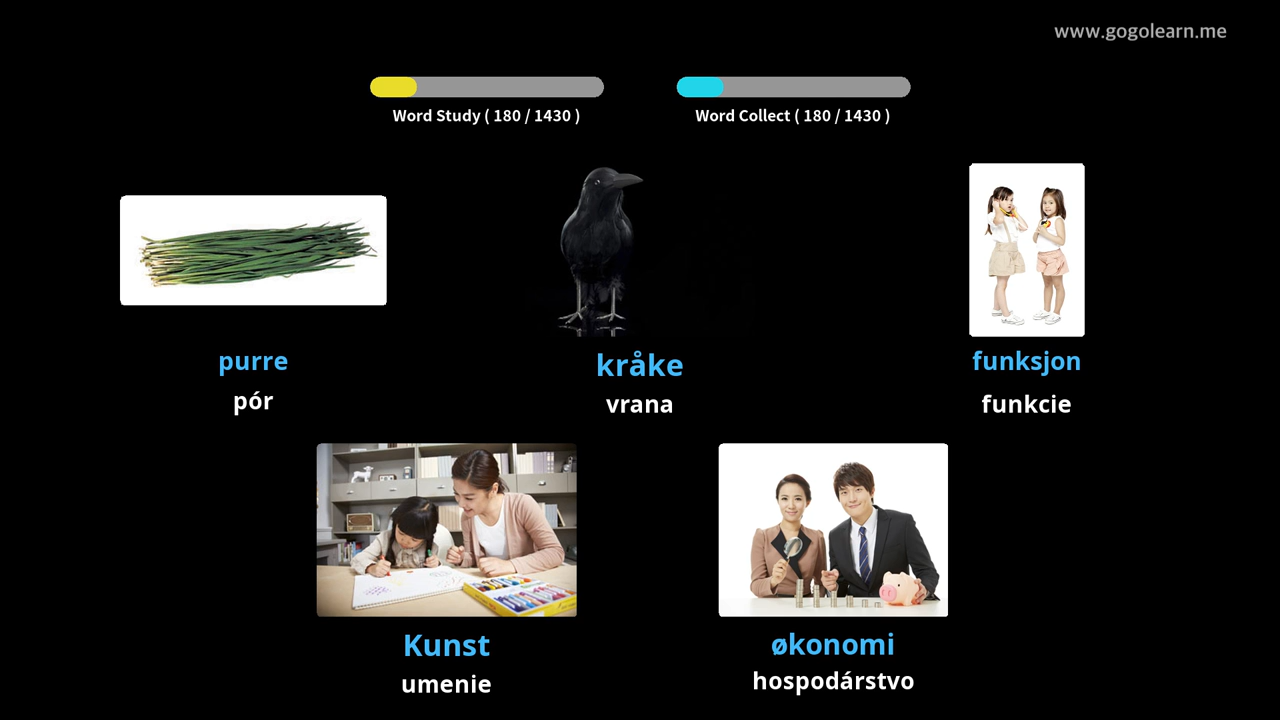 www.gogolearn.me
Word Study ( 180 / 1430 )
Word Collect ( 180 / 1430 )
purre
pór
kråke
vrana
funksjon
funkcie
Kunst
umenie
økonomi
hospodárstvo